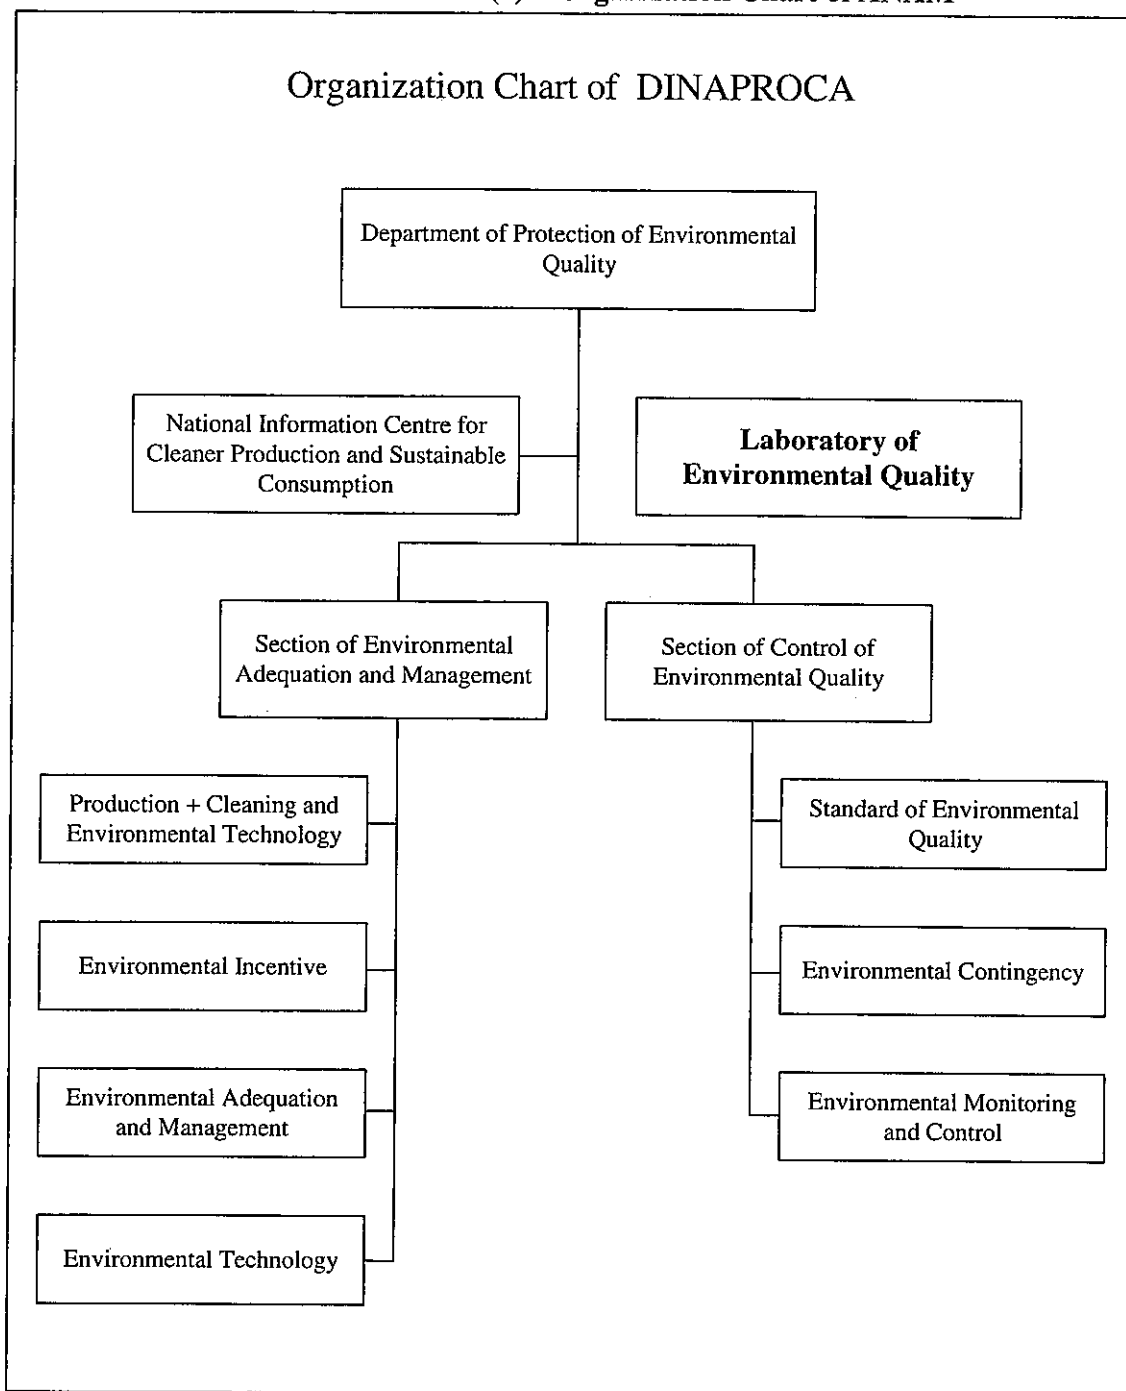 Organization Chart of DINAPROCA
Department of Protection of Environmental
Quality
National Information Centre for
Cleaner Production and Sustainable
Consumption
Laboratory of
Environmental Quality
Section of Environmental
Adequation and Management
Section of Control of
Environmental Quality
Production + Cleaning and
Environmental Technology
Standard of Environmental
Quality
Environmental Incentive
Environmental Contingency
Environmental Adequation
and Management
Environmental Monitoring
and Control
Environmental Technology